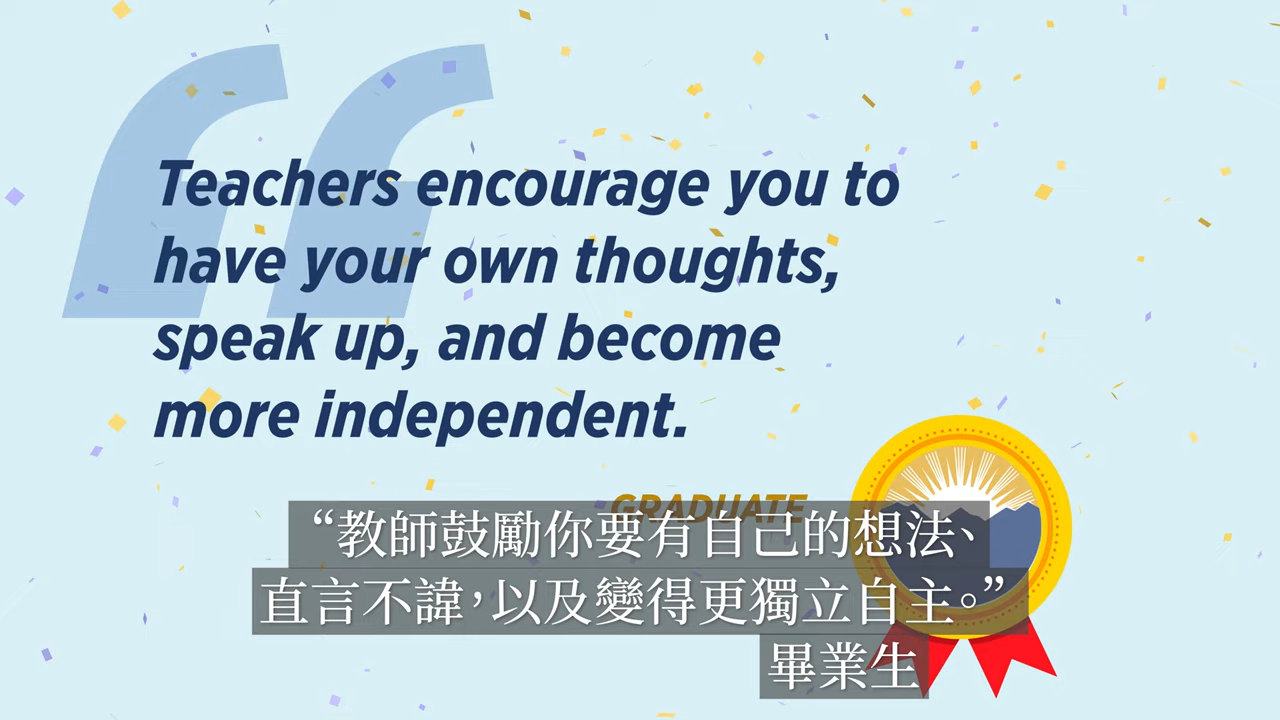 Teachers encourage you to
have your own thoughts,
speak up, and become
more independent.
GRADUATE
“教師鼓勵你要有自己的想法、
直言不諱，以及變得更獨立自主。”
畢業生